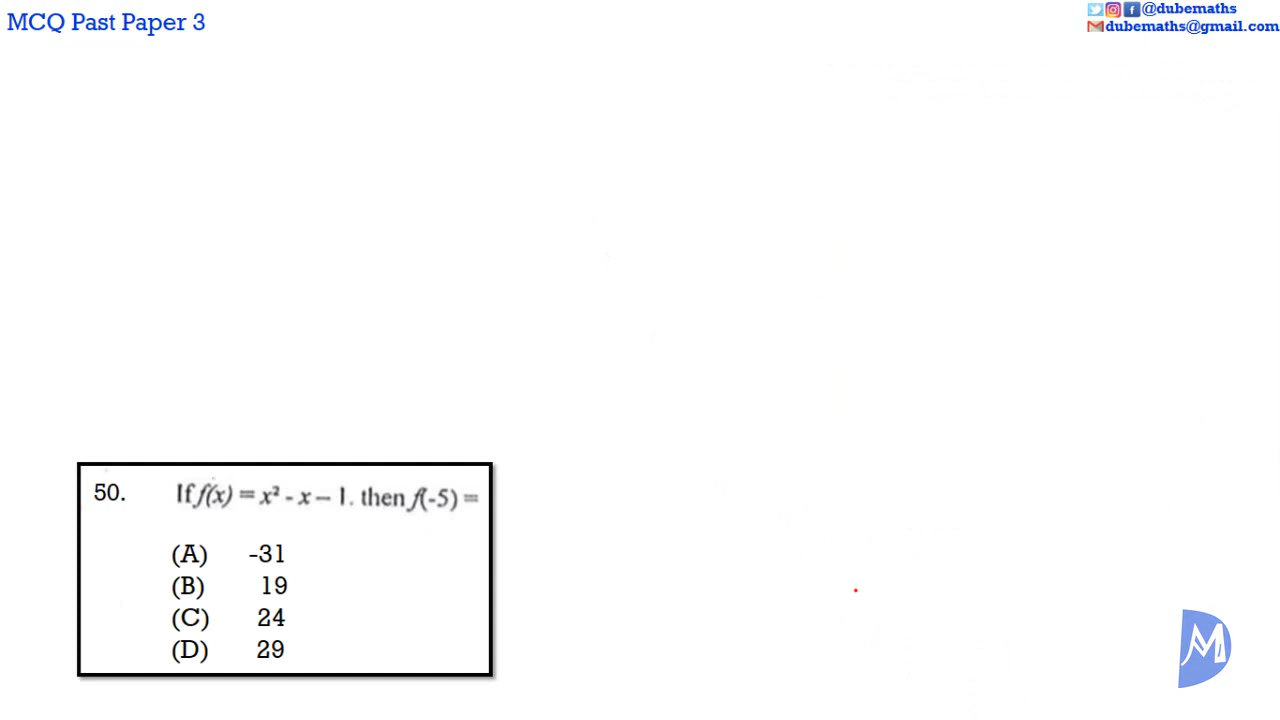 MCQ Past Paper 3
@dubemaths
dubemaths@gmail.com
50. If f(x) = x² - x – 1. then f(-5) =
(A) -31
(B) 19
(C) 24
(D) 29
M